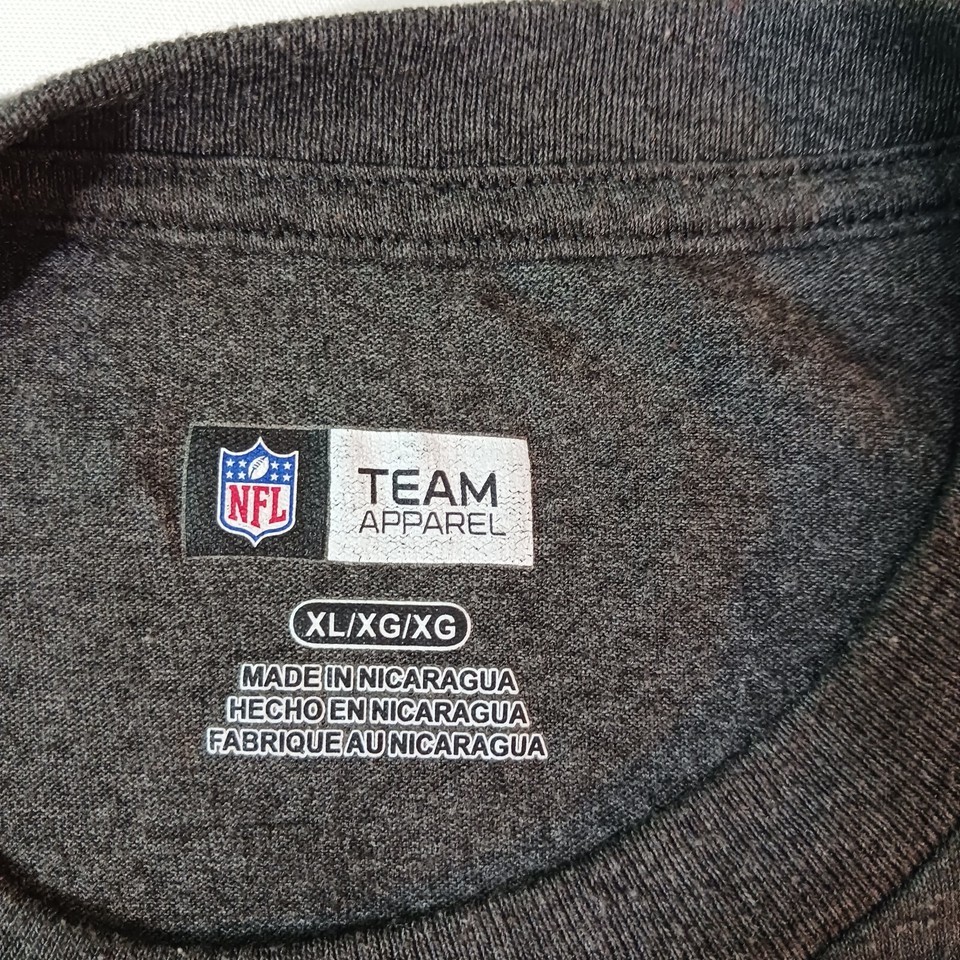 NFL
TEAM
APPAREL
XL/XG/XG
MADE IN NICARAGUA
HECHO EN NICARAGUA
FABRIQUE AU NICARAGUA